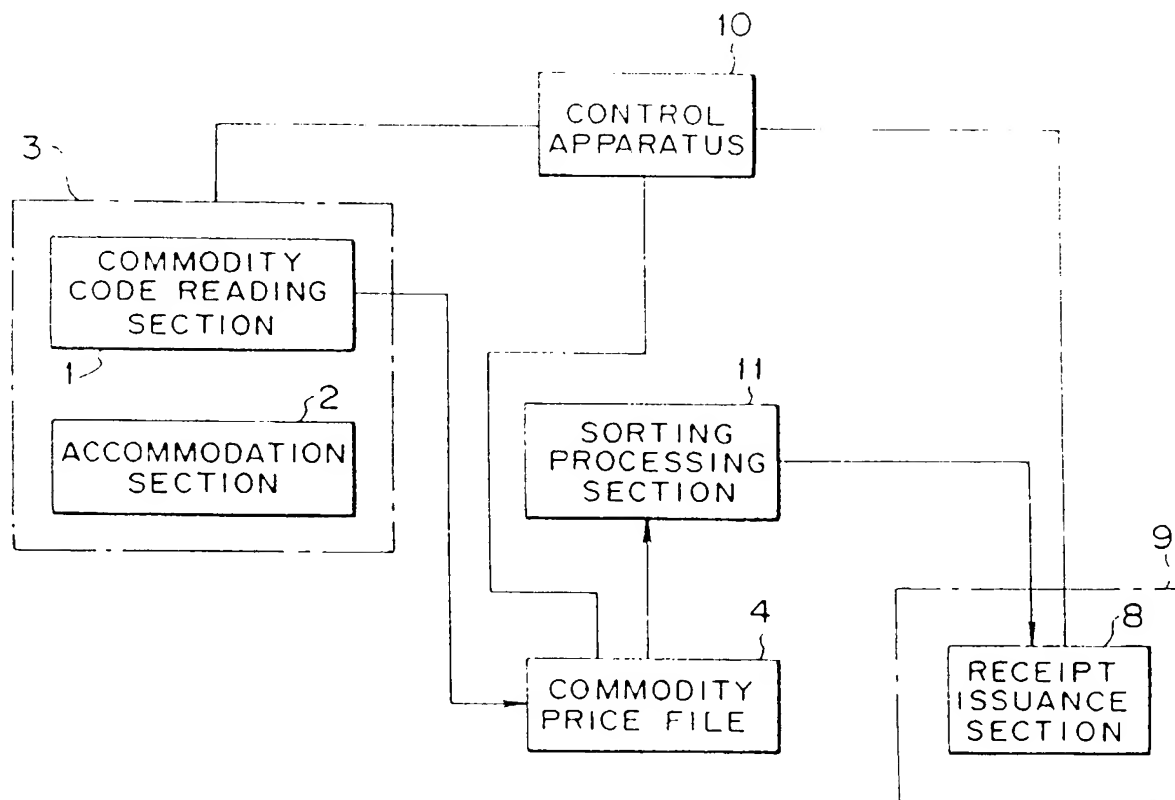 10
CONTROL
APPARATUS
3
COMMODITY
CODE READING
SECTION
1
2
ACCOMMODATION
SECTION
11
SORTING
PROCESSING
SECTION
4
COMMODITY
PRICE FILE
9
8
RECEIPT
ISSUANCE
SECTION